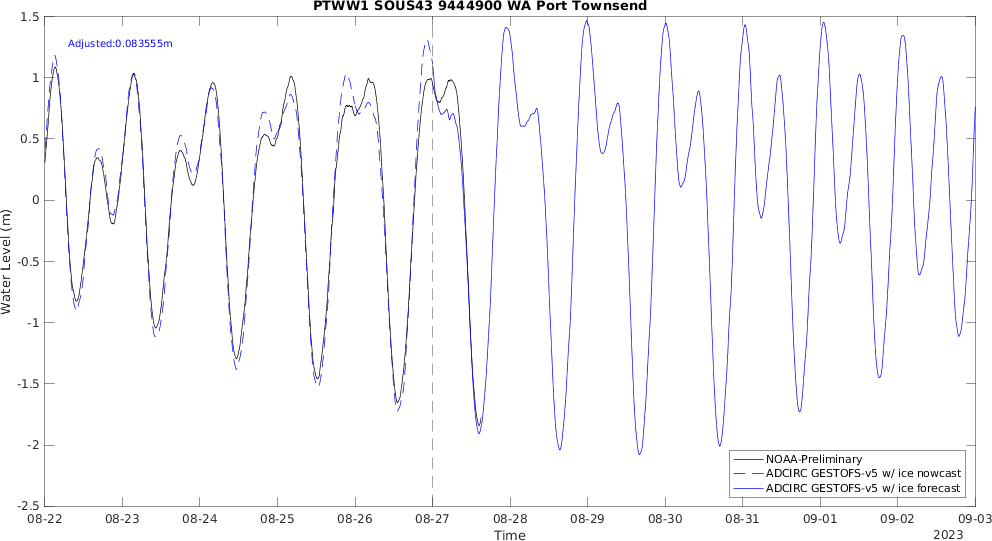 PTWW1 SOUS43 9444900 WA Port Townsend
Adjusted:0.083555m
1.5
1
0.5
0
-0.5
-1
-1.5
-2
-2.5
Water Level (m)
NOAA-Preliminary
ADCIRC GESTOFS-v5 w/ ice nowcast
ADCIRC GESTOFS-v5 w/ ice forecast
08-22 08-23 08-24 08-25 08-26 08-27 08-28 08-29 08-30 08-31 09-01 09-02 09-03
Time
2023